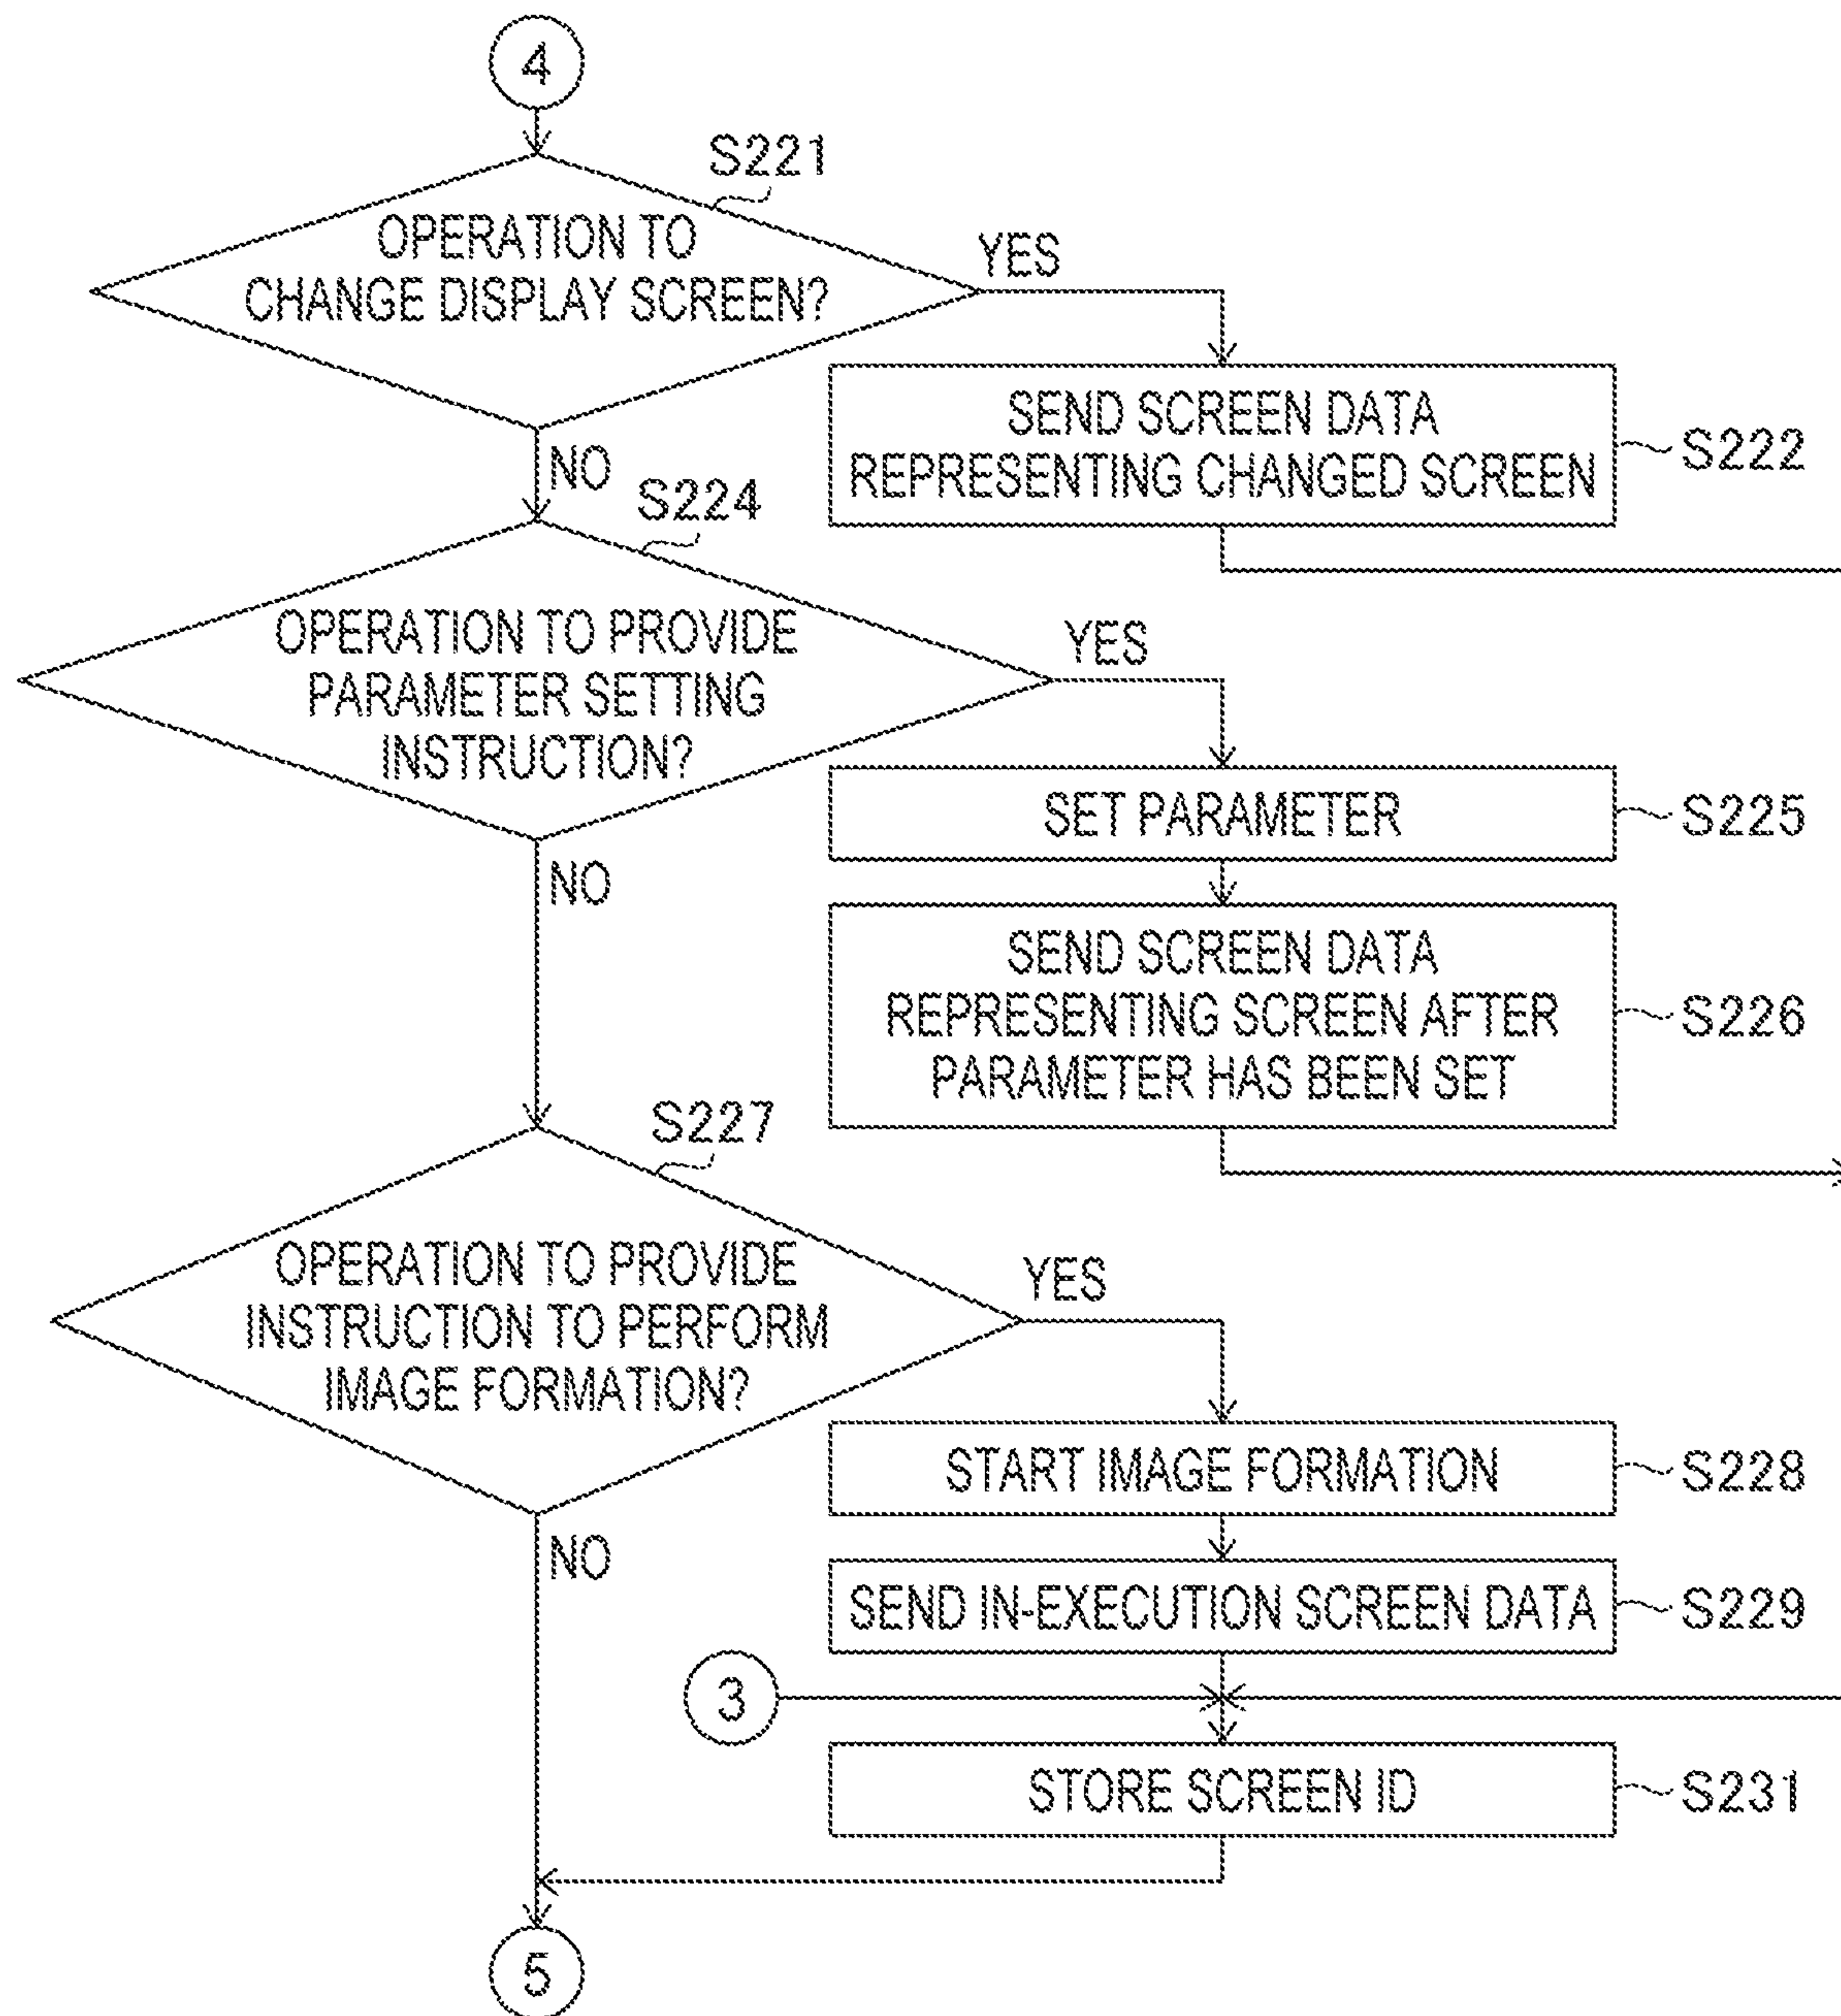 4
S221
OPERATION TO
CHANGE DISPLAY SCREEN?
YES
SEND SCREEN DATA
REPRESENTING CHANGED SCREEN
S222
NO
S224
OPERATION TO PROVIDE
PARAMETER SETTING
INSTRUCTION?
YES
SET PARAMETER
S225
NO
SEND SCREEN DATA
REPRESENTING SCREEN AFTER
PARAMETER HAS BEEN SET
S226
S227
OPERATION TO PROVIDE
INSTRUCTION TO PERFORM
IMAGE FORMATION?
YES
START IMAGE FORMATION
S228
NO
SEND IN-EXECUTION SCREEN DATA
S229
3
STORE SCREEN ID
S231
5